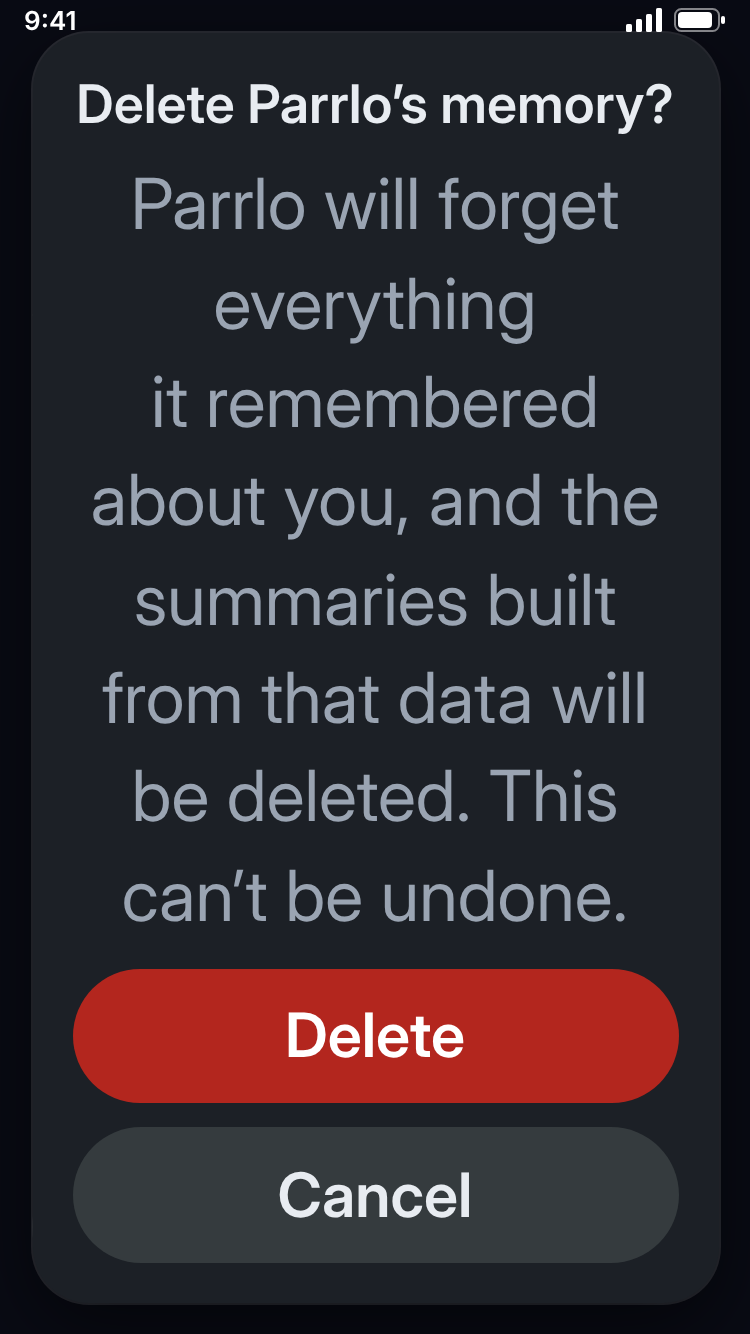 9:41
Delete Parrlo’s memory?
Parrlo will forget
everything
it remembered
about you, and the
summaries built
from that data will
be deleted. This
can’t be undone.
Delete
Cancel